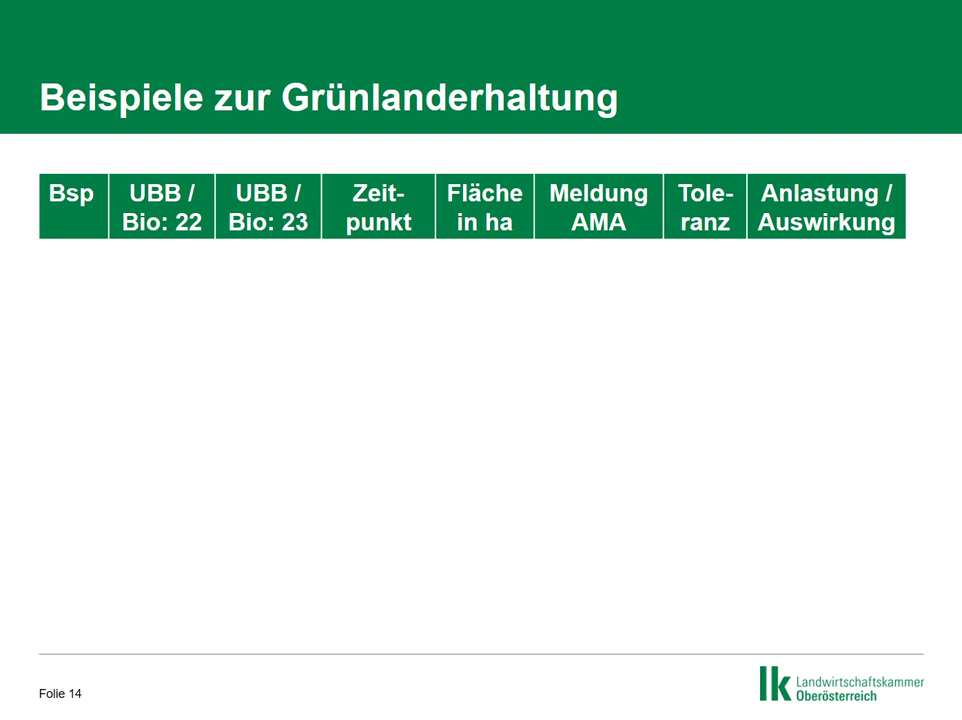 Beispiele zur Grünlanderhaltung
Bsp UBB / UBB / Zeit- Fläche Meldung Tole- Anlastung /
Bio: 22 Bio: 23 punkt in ha AMA ranz Auswirkung
Folie 14
lk Landwirtschaftskammer
Oberösterreich